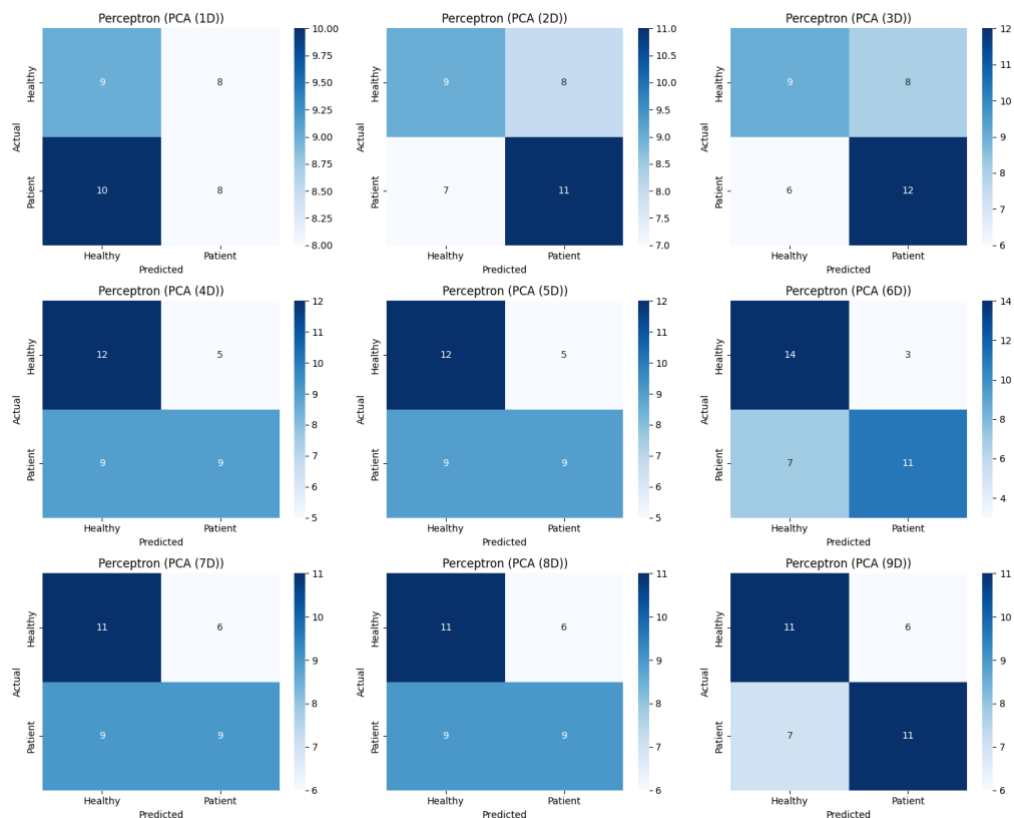 Perceptron (PCA (1D))
Healthy
Patient
Actual
9
8
10
8
Healthy
Patient
Predicted
10.00
9.75
9.50
9.25
9.00
8.75
8.50
8.25
8.00
Perceptron (PCA (2D))
Healthy
Patient
Actual
9
8
7
11
Healthy
Patient
Predicted
11.0
10.5
10.0
9.5
9.0
8.5
8.0
7.5
7.0
Perceptron (PCA (3D))
Healthy
Patient
Actual
9
8
6
12
Healthy
Patient
Predicted
12
11
10
9
8
7
6
Perceptron (PCA (4D))
Healthy
Patient
Actual
12
5
9
9
Healthy
Patient
Predicted
12
11
10
9
8
7
6
5
Perceptron (PCA (5D))
Healthy
Patient
Actual
12
5
9
9
Healthy
Patient
Predicted
12
11
10
9
8
7
6
5
Perceptron (PCA (6D))
Healthy
Patient
Actual
14
3
7
11
Healthy
Patient
Predicted
14
12
10
8
6
4
Perceptron (PCA (7D))
Healthy
Patient
Actual
11
6
9
9
Healthy
Patient
Predicted
11
10
9
8
7
6
Perceptron (PCA (8D))
Healthy
Patient
Actual
11
6
9
9
Healthy
Patient
Predicted
11
10
9
8
7
6
Perceptron (PCA (9D))
Healthy
Patient
Actual
11
6
7
11
Healthy
Patient
Predicted
11
10
9
8
7
6